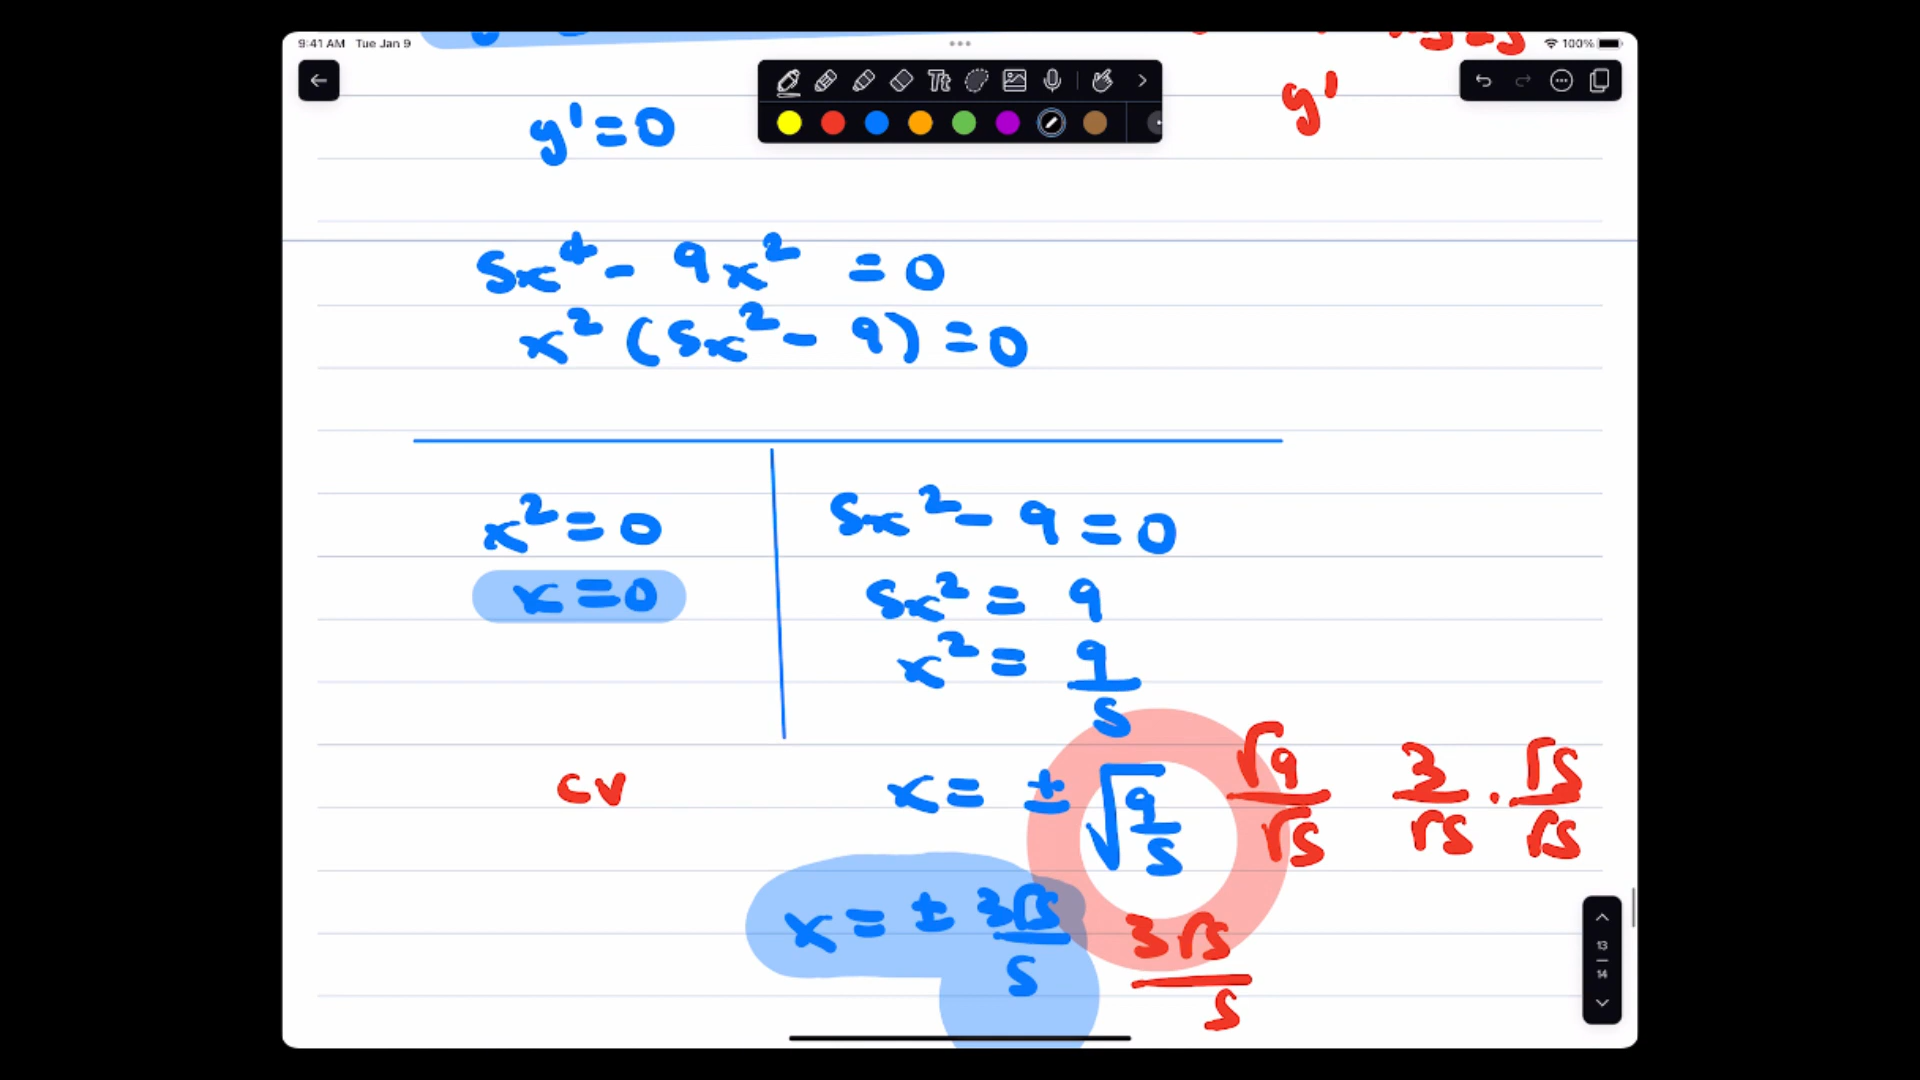 9:41 AM Tue Jan 9
100%
Tt
y'
y'=0
5x⁴ - 9x² = 0
x² (5x² - 9) = 0
x² = 0
x = 0
5x² - 9 = 0
5x² = 9
x² = 9/5
cv
x = ± √(9/5)
√9/√5
3/√5 · √5/√5
x = ± 3√5/5
3√5/5
13
14